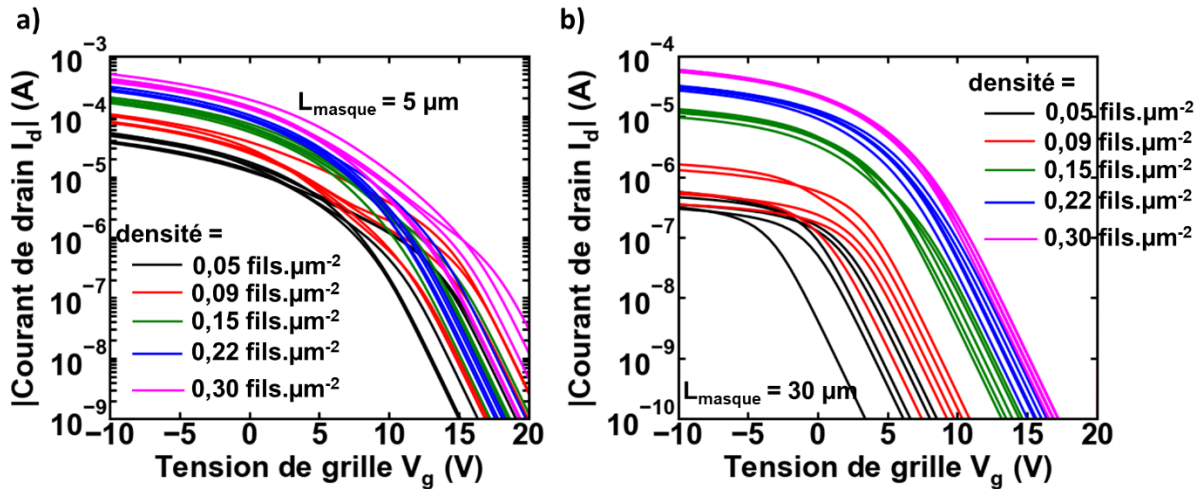 a)
|Courant de drain I_d| (A)
10⁻³
10⁻⁴
10⁻⁵
10⁻⁶
10⁻⁷
10⁻⁸
10⁻⁹
L_masque = 5 µm
densité =
0,05 fils.µm⁻²
0,09 fils.µm⁻²
0,15 fils.µm⁻²
0,22 fils.µm⁻²
0,30 fils.µm⁻²
−10 −5 0 5 10 15 20
Tension de grille V_g (V)
b)
|Courant de drain I_d| (A)
10⁻⁴
10⁻⁵
10⁻⁶
10⁻⁷
10⁻⁸
10⁻⁹
10⁻¹⁰
densité =
0,05 fils.µm⁻²
0,09 fils.µm⁻²
0,15 fils.µm⁻²
0,22 fils.µm⁻²
0,30 fils.µm⁻²
L_masque = 30 µm
−10 −5 0 5 10 15 20
Tension de grille V_g (V)